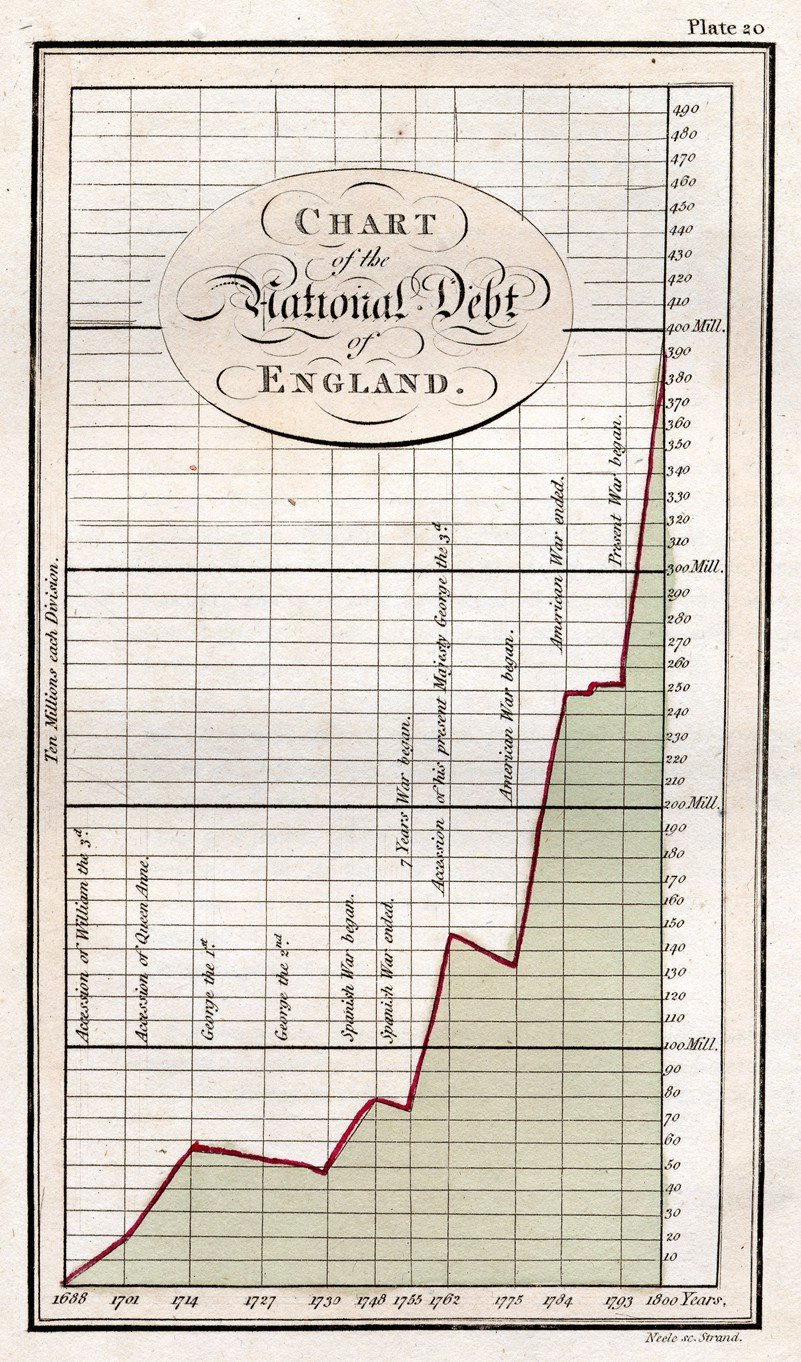 Plate 20
CHART
of the
National Debt
of
ENGLAND.
490
480
470
460
450
440
430
420
410
400 Mill.
390
380
370
360
350
340
330
320
310
300 Mill.
290
280
270
260
250
240
230
220
210
200 Mill.
190
180
170
160
150
140
130
120
110
100 Mill.
90
80
70
60
50
40
30
20
10
Ten Millions each Division.
Accession of William the 3d.
Accession of Queen Anne.
George the 1st.
George the 2nd.
Spanish War began.
Spanish War ended.
7 Years War began.
Accession of his present Majesty George the 3d.
American War began.
American War ended.
Present War began.
1688 1701 1714 1727 1730 1748 1755 1762 1775 1784 1793 1800 Years.
Neele sc. Strand.